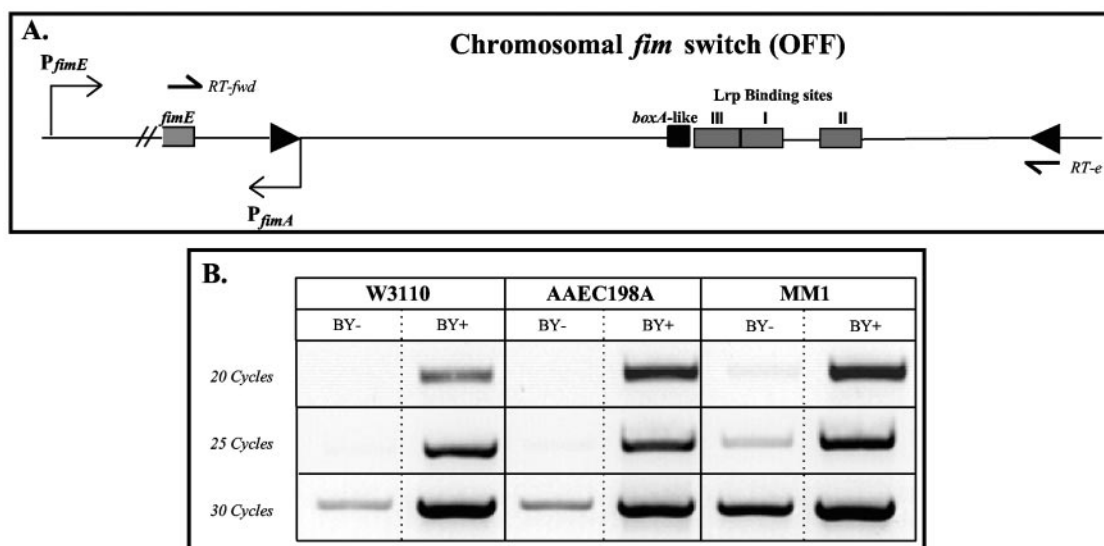 A.
Chromosomal fim switch (OFF)
PfimE
RT-fwd
fimE
Lrp Binding sites
boxA-like
III
I
II
RT-e
PfimA
B.
W3110 AAEC198A MM1
BY- BY+ BY- BY+ BY- BY+
20 Cycles
25 Cycles
30 Cycles